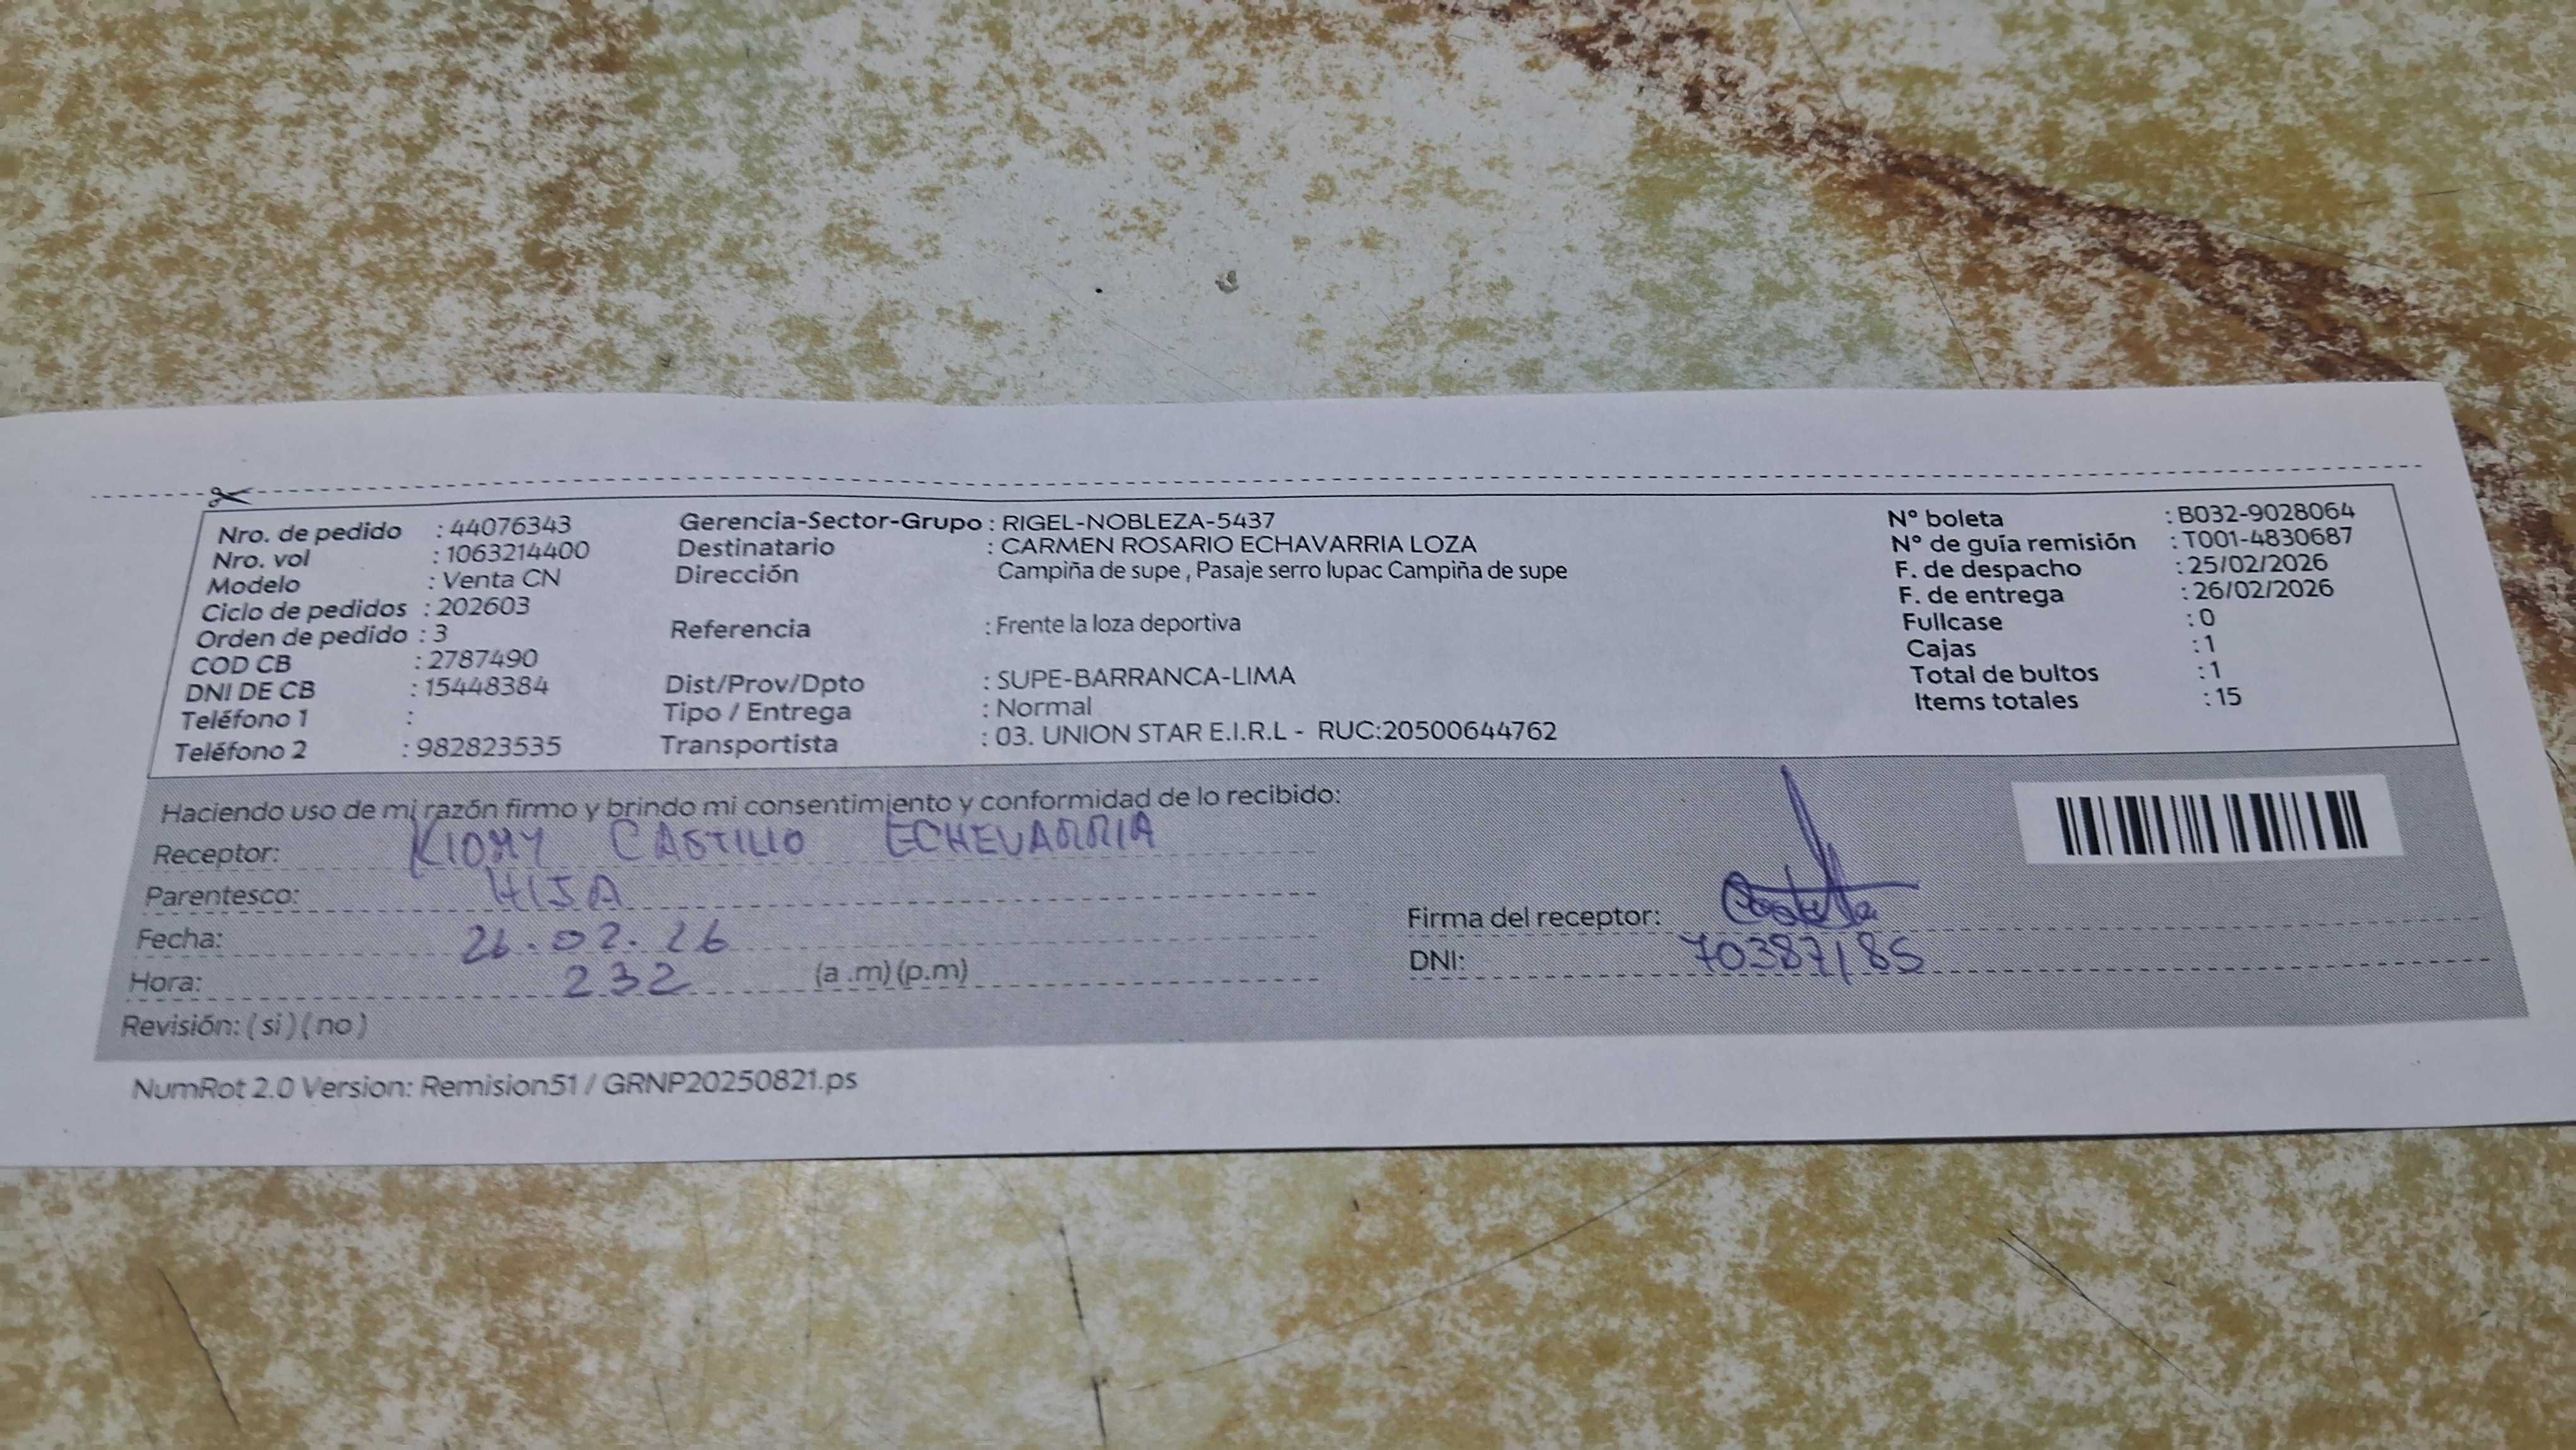 Nro. de pedido : 44076343
Nro. vol : 1063214400
Modelo : Venta CN
Ciclo de pedidos : 202603
Orden de pedido : 3
COD CB : 2787490
DNI DE CB : 15448384
Teléfono 1 :
Teléfono 2 : 982823535
Gerencia-Sector-Grupo : RIGEL-NOBLEZA-5437
Destinatario : CARMEN ROSARIO ECHAVARRIA LOZA
Dirección Campiña de supe , Pasaje serro lupac Campiña de supe
Referencia : Frente la loza deportiva
Dist/Prov/Dpto : SUPE-BARRANCA-LIMA
Tipo / Entrega : Normal
Transportista : 03. UNION STAR E.I.R.L - RUC:20500644762
N° boleta : B032-9028064
N° de guía remisión : T001-4830687
F. de despacho : 25/02/2026
F. de entrega : 26/02/2026
Fullcase : 0
Cajas : 1
Total de bultos : 1
Items totales : 15
Haciendo uso de mi razón firmo y brindo mi consentimiento y conformidad de lo recibido:
Receptor: KIOMY CASTILLO ECHEVARRIA
Parentesco: HIJA
Fecha: 26.02.26
Hora: 232 (a .m) (p.m)
Revisión: ( si ) ( no )
Firma del receptor:
DNI: 70387185
NumRot 2.0 Version: Remision51 / GRNP20250821.ps